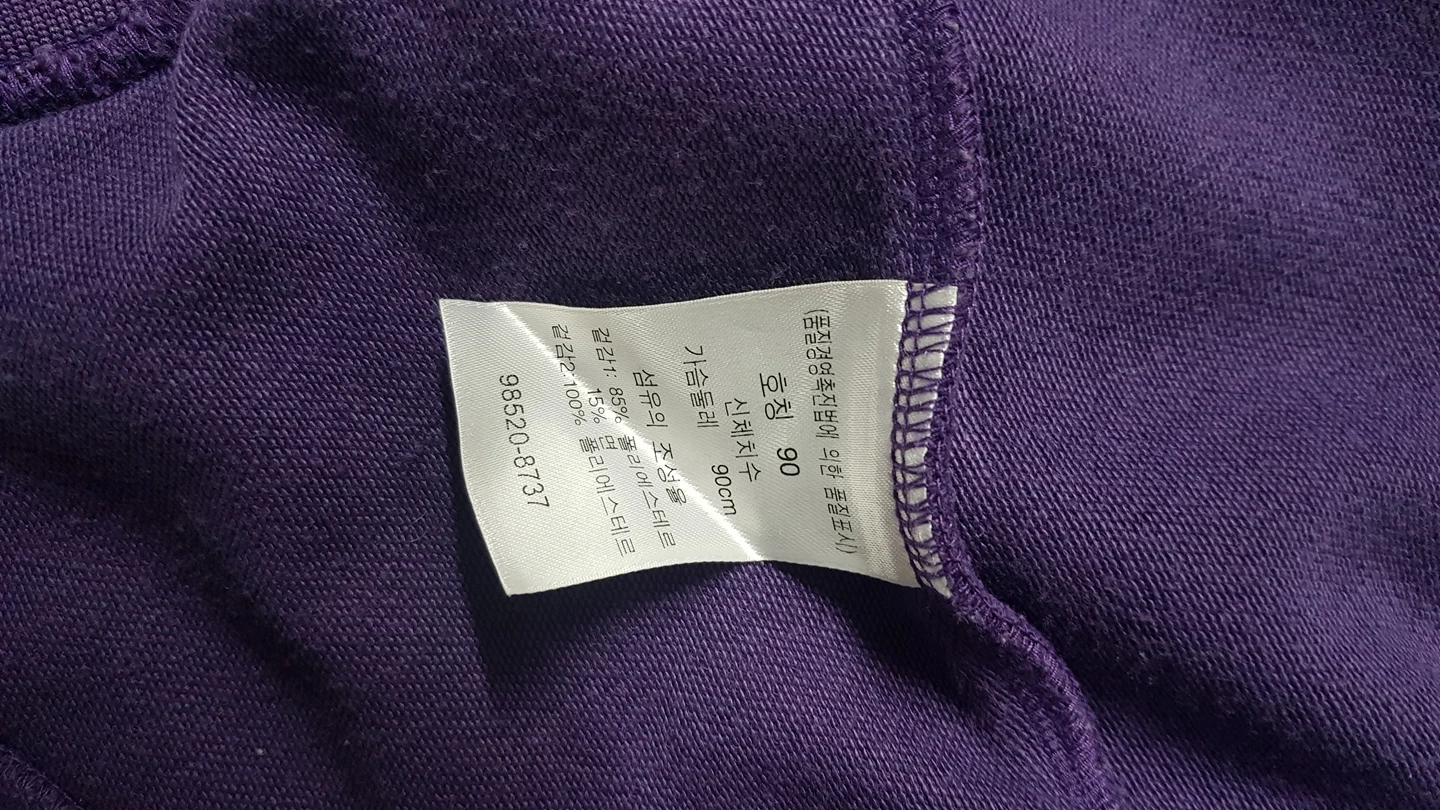 (품질경영촉진법에 의한 품질표시)
호칭 90
신체치수
가슴둘레 90cm
섬유의 조성율
겉감1: 85% 폴리에스테르
15% 면
겉감2:100% 폴리에스테르
98520-8737